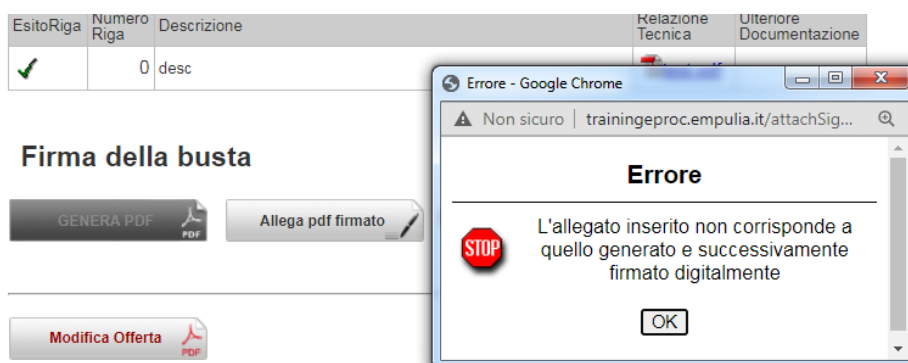 EsitoRiga Numero Riga Descrizione Relazione Tecnica Ulteriore Documentazione
0 desc
Errore - Google Chrome
Non sicuro | trainingeproc.empulia.it/attachSig...
Firma della busta
Errore
GENERA PDF PDF
Allega pdf firmato
L'allegato inserito non corrisponde a
quello generato e successivamente
firmato digitalmente
STOP
OK
Modifica Offerta PDF